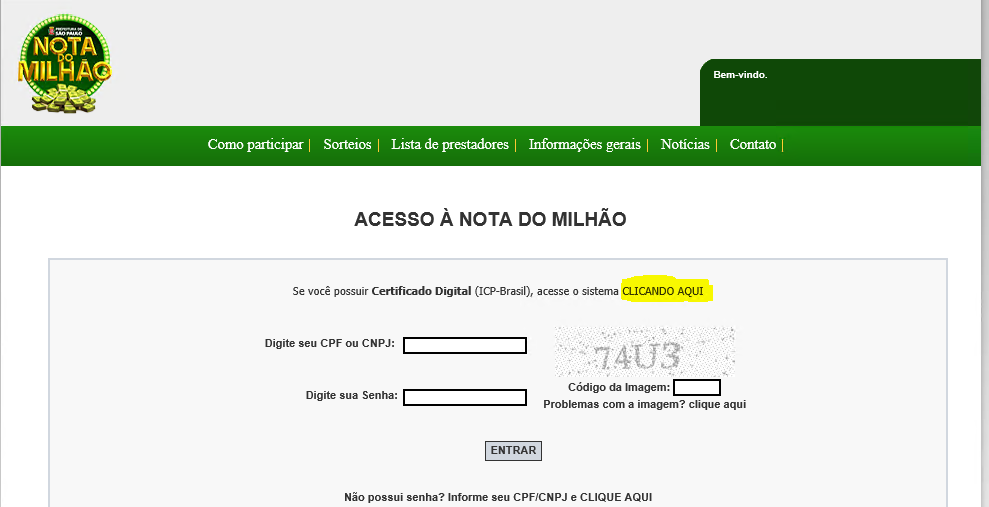 PREFEITURA DE
SÃO PAULO
NOTA
DO
MILHÃO
Bem-vindo.
Como participar | Sorteios | Lista de prestadores | Informações gerais | Notícias | Contato |
ACESSO À NOTA DO MILHÃO
Se você possuir Certificado Digital (ICP-Brasil), acesse o sistema CLICANDO AQUI
Digite seu CPF ou CNPJ:
74U3
Código da Imagem:
Digite sua Senha:
Problemas com a imagem? clique aqui
ENTRAR
Não possui senha? Informe seu CPF/CNPJ e CLIQUE AQUI